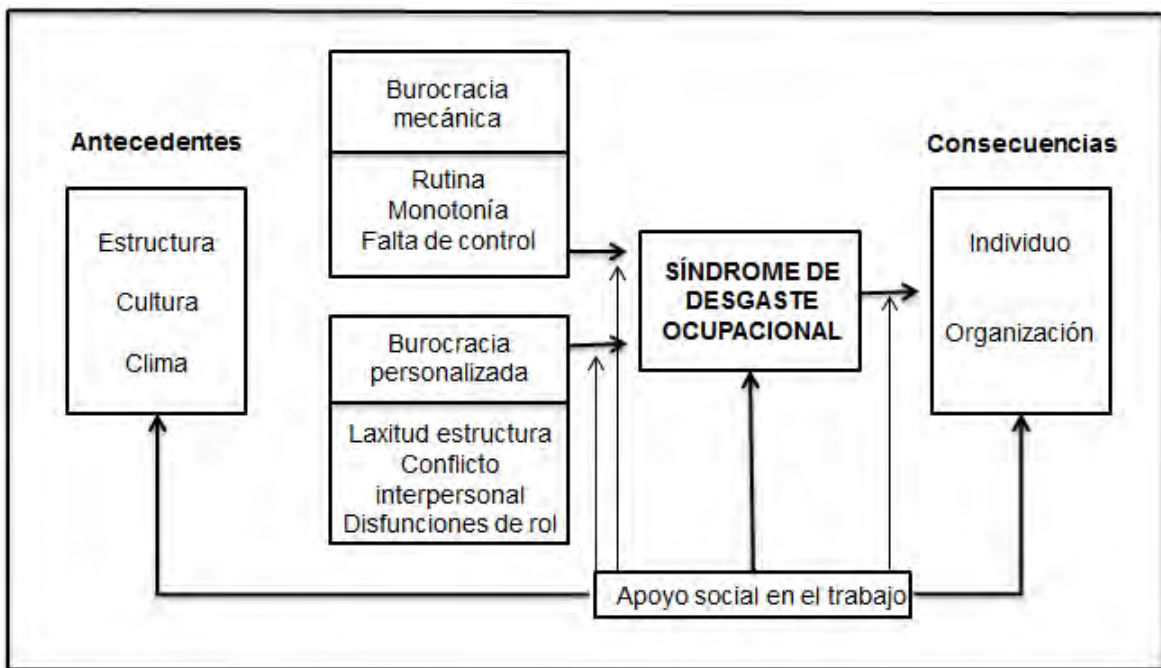 Antecedentes
Estructura
Cultura
Clima
Burocracia
mecánica
Rutina
Monotonía
Falta de control
Burocracia
personalizada
Laxitud estructura
Conflicto
interpersonal
Disfunciones de rol
SÍNDROME DE
DESGASTE
OCUPACIONAL
Consecuencias
Individuo
Organización
Apoyo social en el trabajo